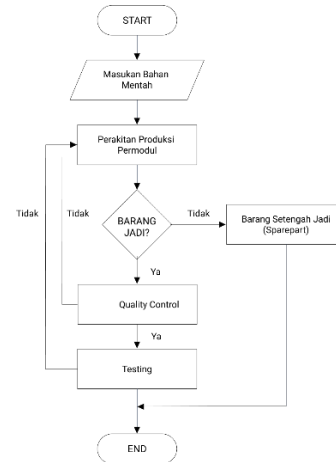 START
Masukan Bahan
Mentah
Perakitan Produksi
Permodul
Tidak
Tidak
BARANG
JADI?
Tidak
Barang Setengah Jadi
(Sparepart)
Ya
Quality Control
Ya
Testing
END